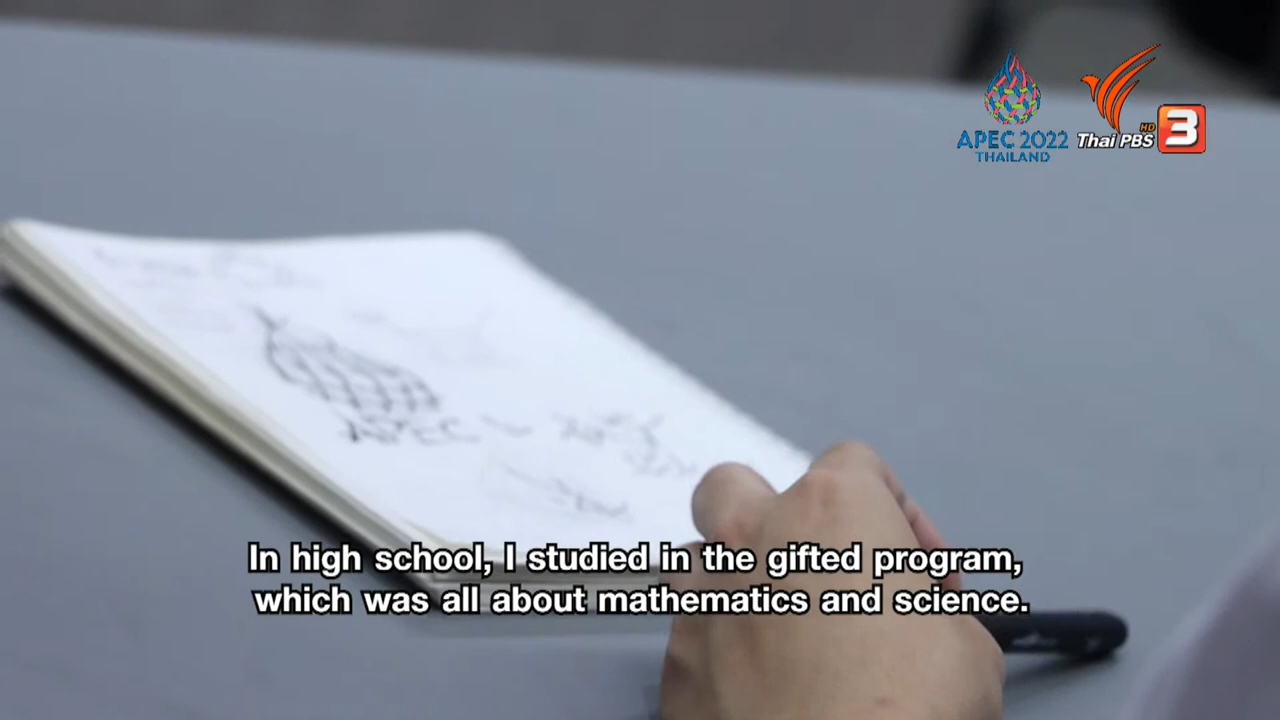 APEC 2022
THAILAND
HD
Thai PBS 3
APEC
In high school, I studied in the gifted program,
which was all about mathematics and science.